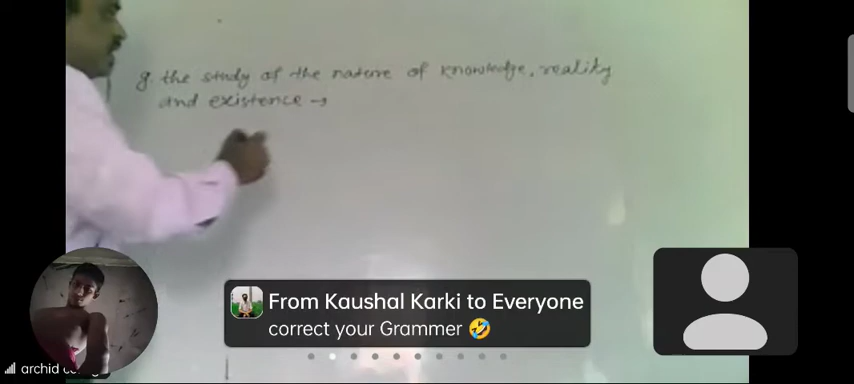 g. the study of the nature of knowledge, reality
and existence →
From Kaushal Karki to Everyone
correct your Grammer 🤣
archid